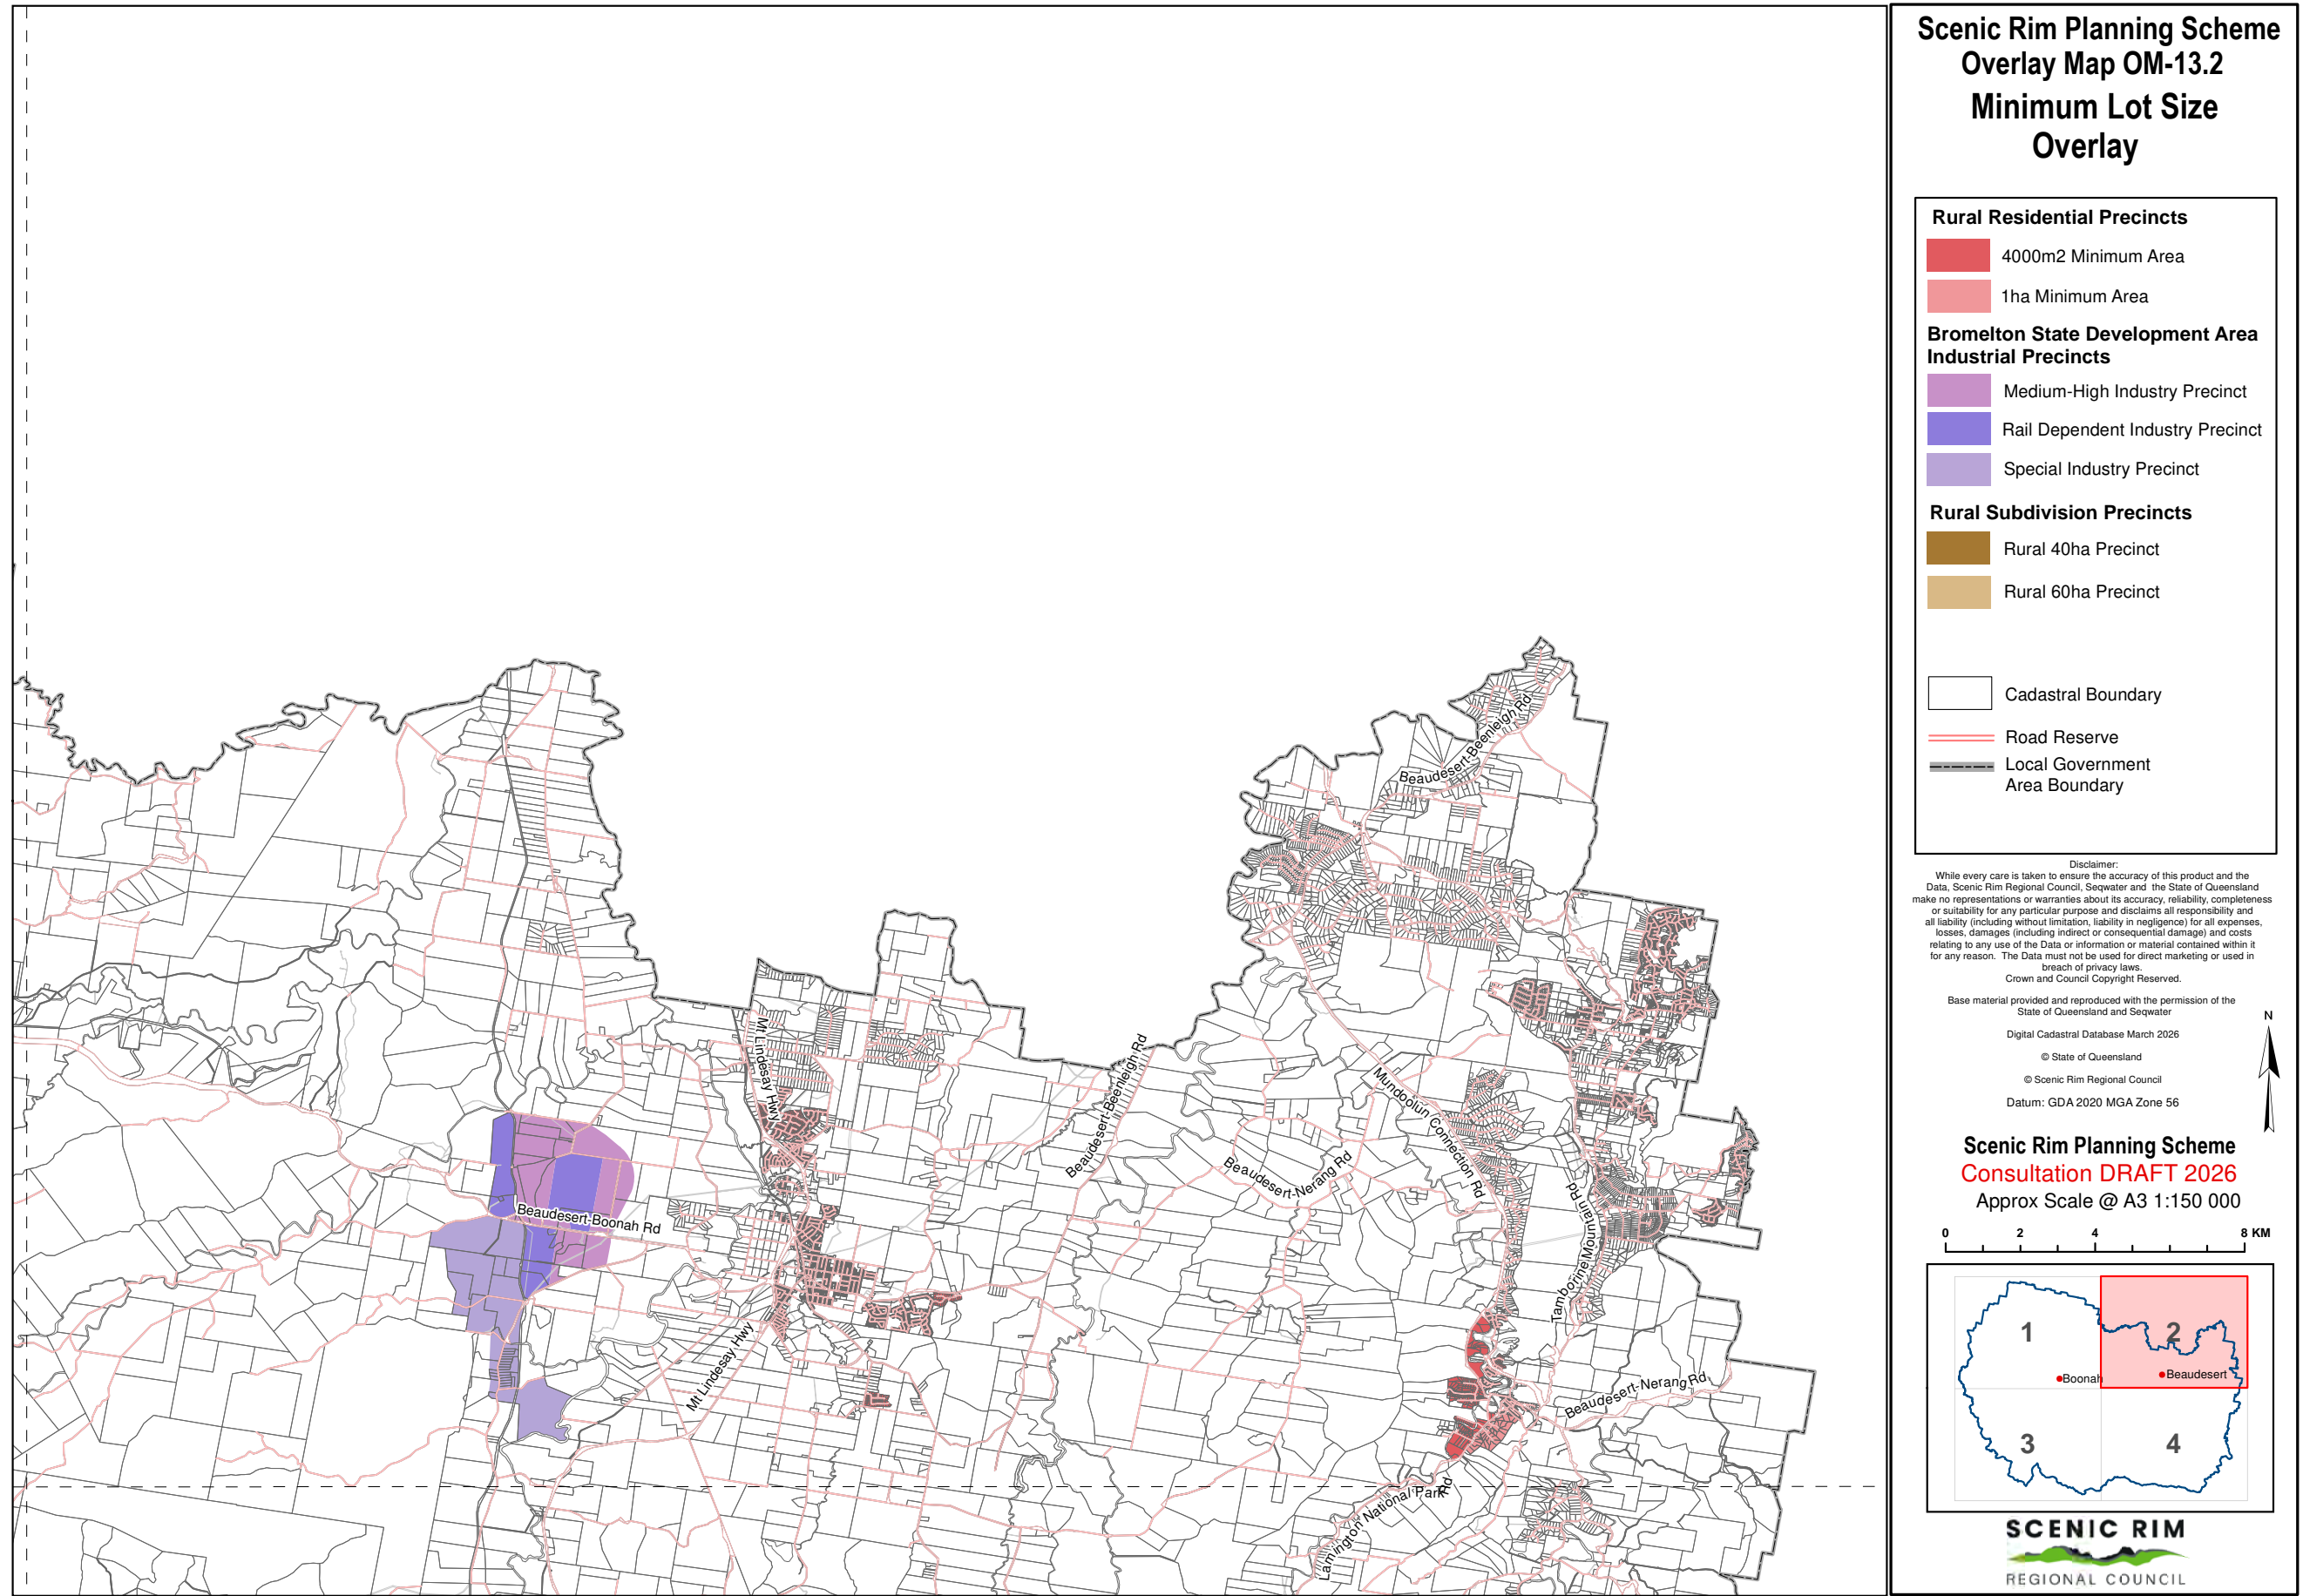 Scenic Rim Planning Scheme
Overlay Map OM-13.2
Minimum Lot Size
Overlay
Rural Residential Precincts
4000m2 Minimum Area
1ha Minimum Area
Bromelton State Development Area
Industrial Precincts
Medium-High Industry Precinct
Rail Dependent Industry Precinct
Special Industry Precinct
Rural Subdivision Precincts
Rural 40ha Precinct
Rural 60ha Precinct
Cadastral Boundary
Road Reserve
Local Government
Area Boundary
Disclaimer:
While every care is taken to ensure the accuracy of this product and the
Data, Scenic Rim Regional Council, Seqwater and the State of Queensland
make no representations or warranties about its accuracy, reliability, completeness
or suitability for any particular purpose and disclaims all responsibility and
all liability (including without limitation, liability in negligence) for all expenses,
losses, damages (including indirect or consequential damage) and costs
relating to any use of the Data or information or material contained within it
for any reason. The Data must not be used for direct marketing or used in
breach of privacy laws.
Crown and Council Copyright Reserved.
Base material provided and reproduced with the permission of the
State of Queensland and Seqwater
Digital Cadastral Database March 2026
© State of Queensland
© Scenic Rim Regional Council
Datum: GDA 2020 MGA Zone 56
N
Scenic Rim Planning Scheme
Consultation DRAFT 2026
Approx Scale @ A3 1:150 000
0 2 4 8 KM
1
2
Boonah
Beaudesert
3
4
SCENIC RIM
REGIONAL COUNCIL
Beaudesert-Beenleigh Rd
Mt Lindesay Hwy
Beaudesert-Beenleigh Rd
Mundoolun Connection Rd
Beaudesert-Nerang Rd
Tamborine Mountain Rd
Beaudesert-Boonah Rd
Mt Lindesay Hwy
Beaudesert-Nerang Rd
Lamington National Park Rd